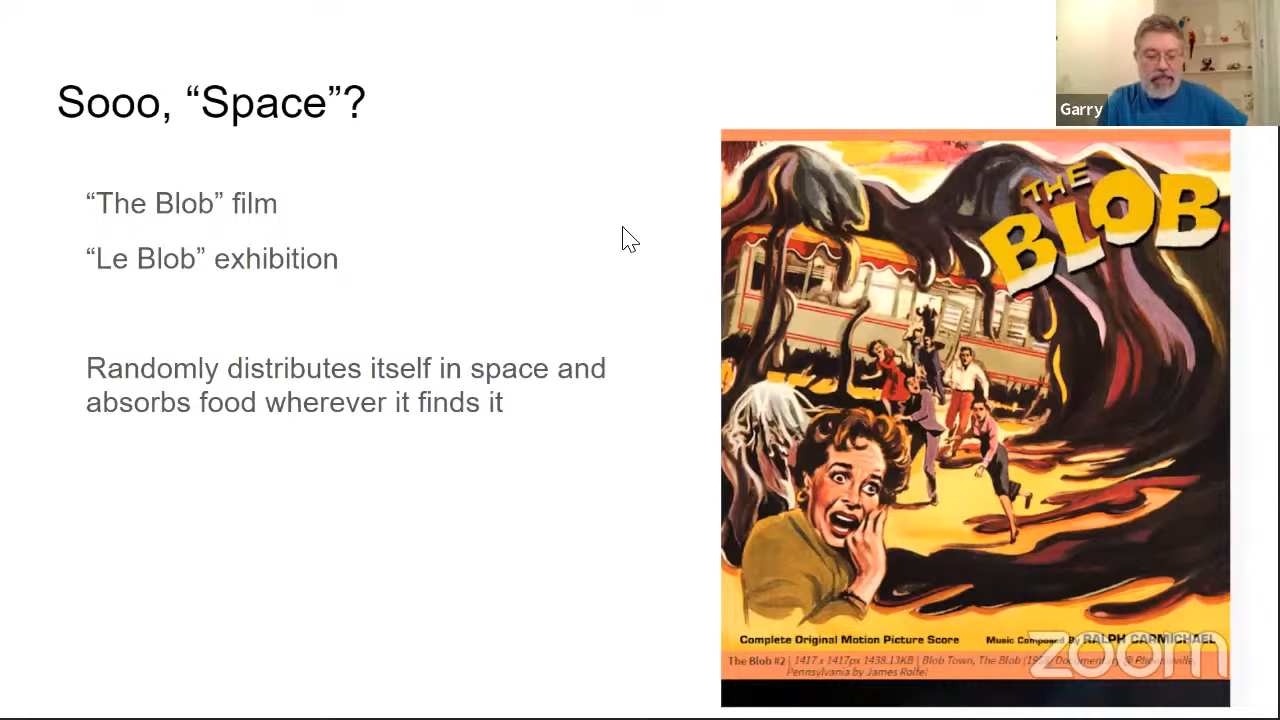 Sooo, “Space”?
Garry
“The Blob” film
“Le Blob” exhibition
Randomly distributes itself in space and
absorbs food wherever it finds it
THE
BLOB
Complete Original Motion Picture Score Music Composed By RALPH CARMICHAEL
The Blob #2 | 1417 x 1417px 1438.13KB | Blob Town, The Blob (1958) Documentary @ Phoenixville,
Pennsylvania by James Rolfe!
zoom